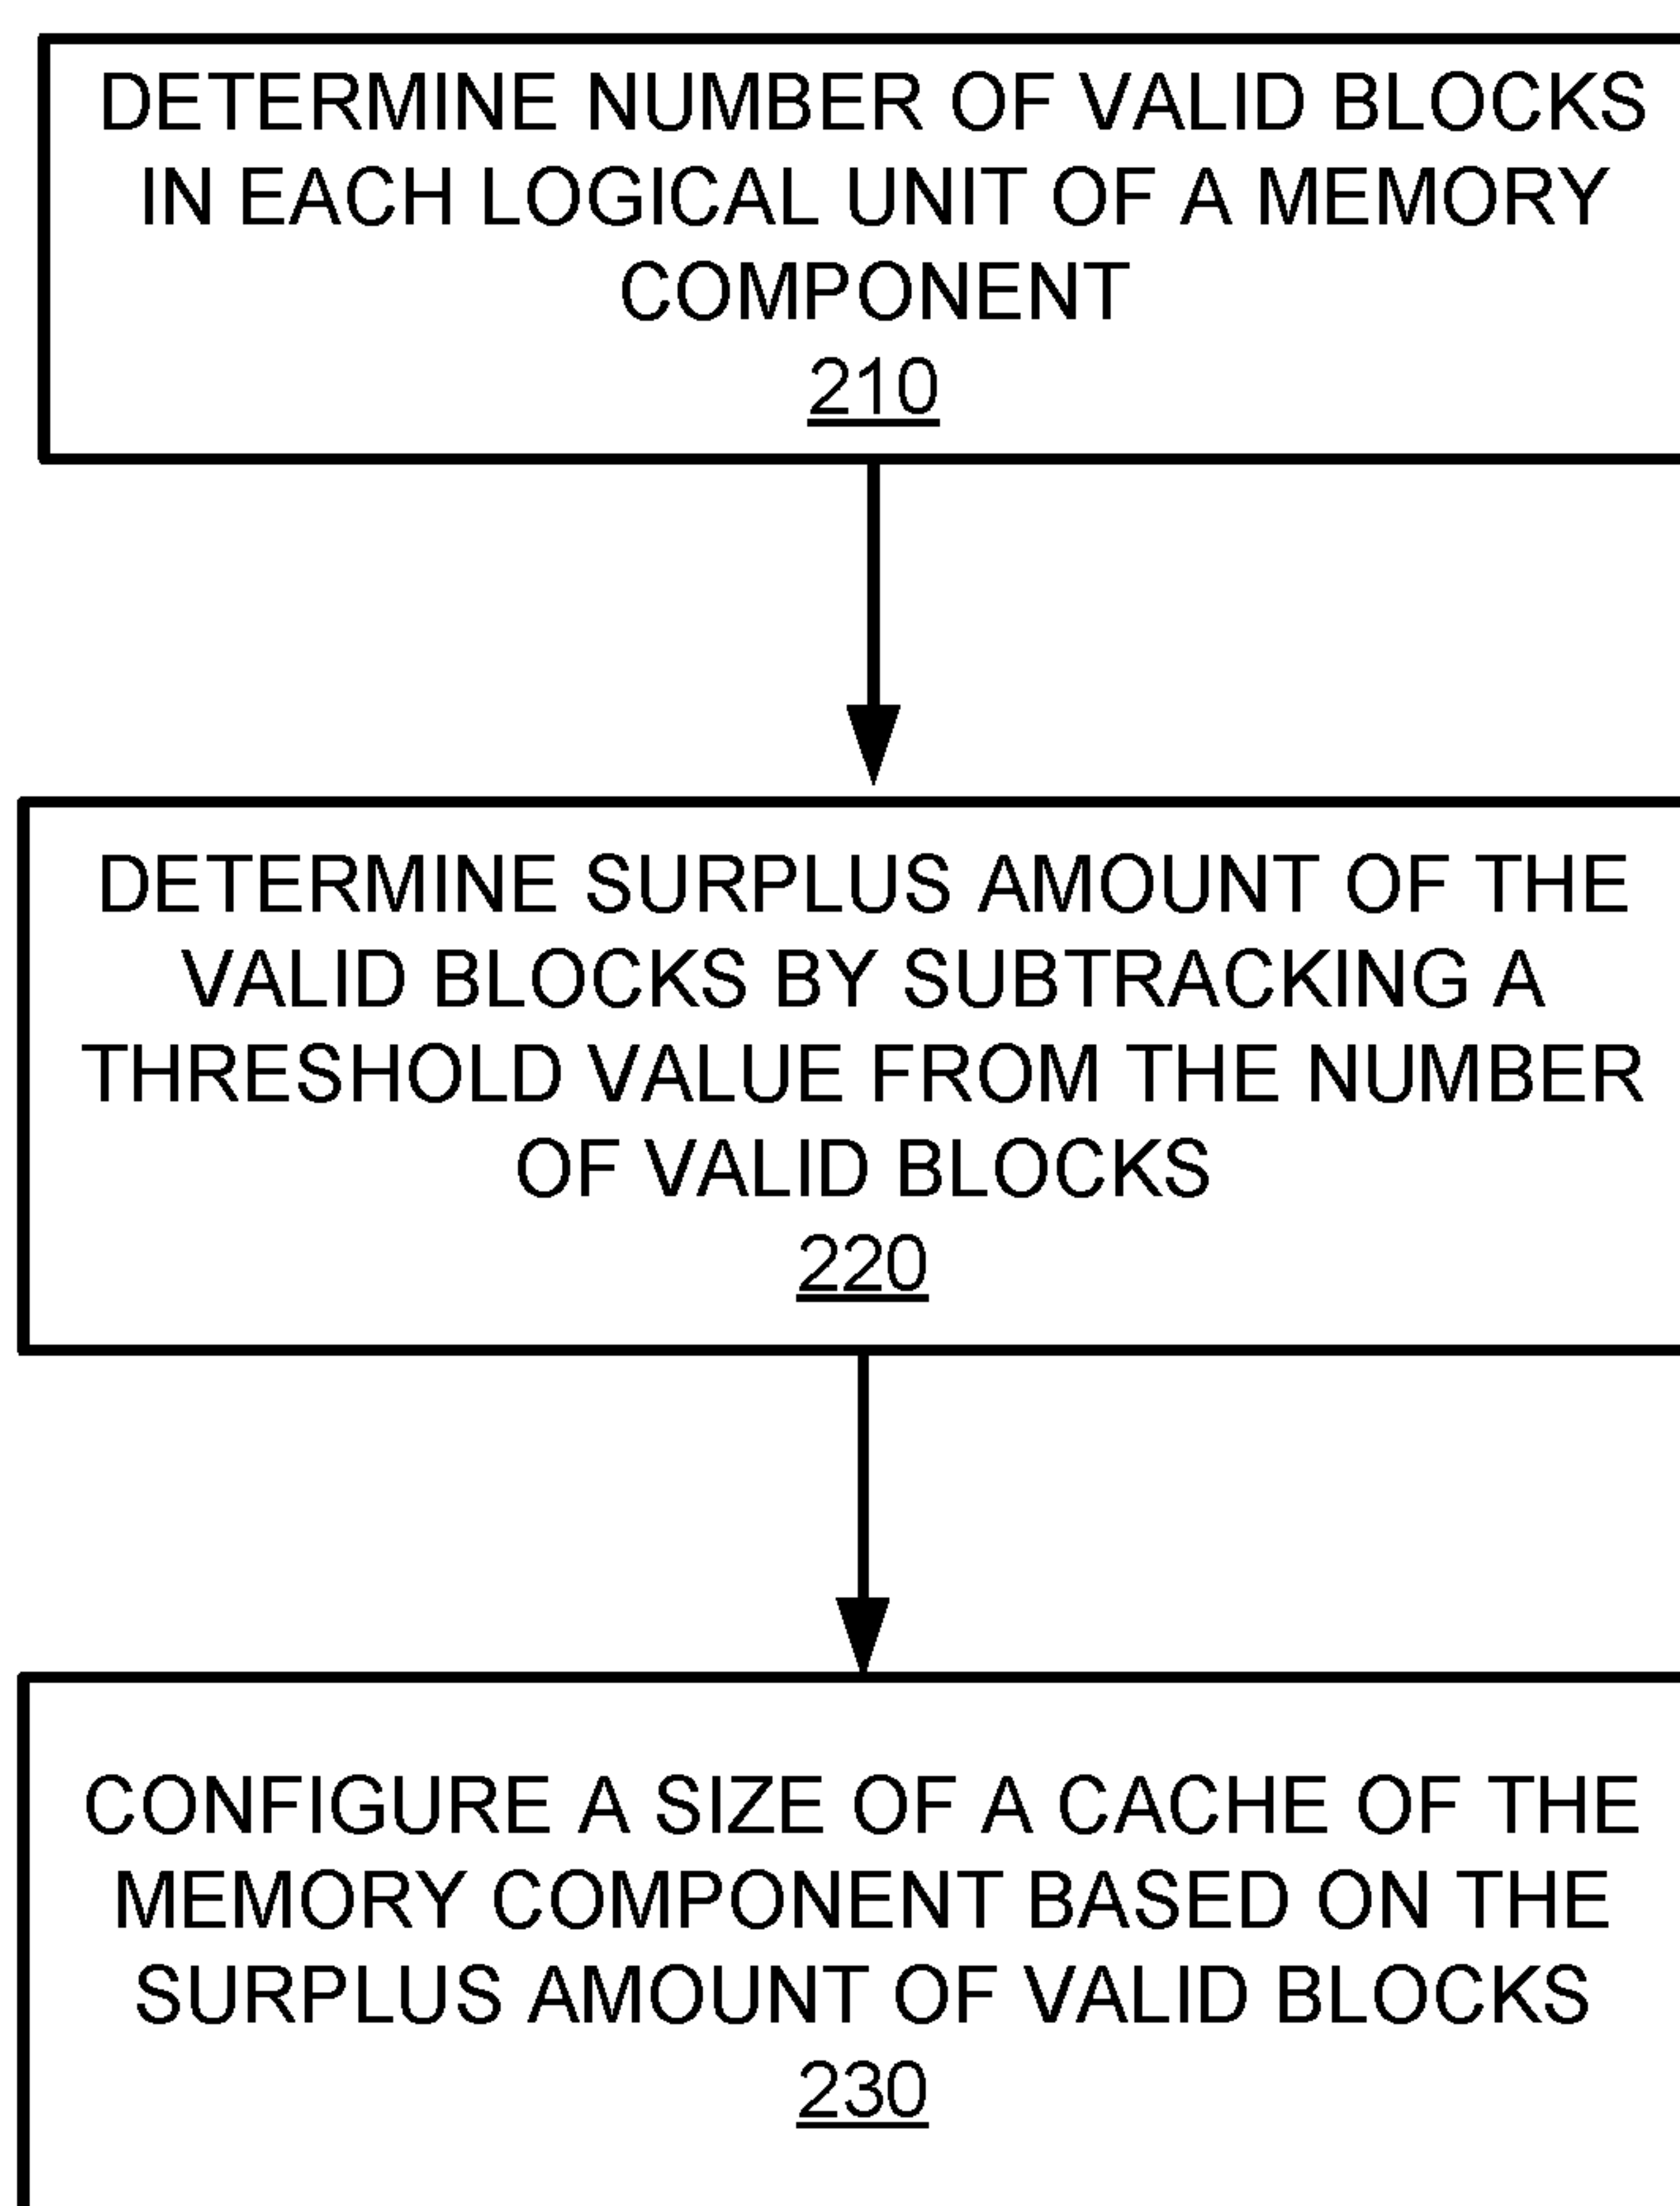 DETERMINE NUMBER OF VALID BLOCKS
IN EACH LOGICAL UNIT OF A MEMORY
COMPONENT
210
DETERMINE SURPLUS AMOUNT OF THE
VALID BLOCKS BY SUBTRACKING A
THRESHOLD VALUE FROM THE NUMBER
OF VALID BLOCKS
220
CONFIGURE A SIZE OF A CACHE OF THE
MEMORY COMPONENT BASED ON THE
SURPLUS AMOUNT OF VALID BLOCKS
230